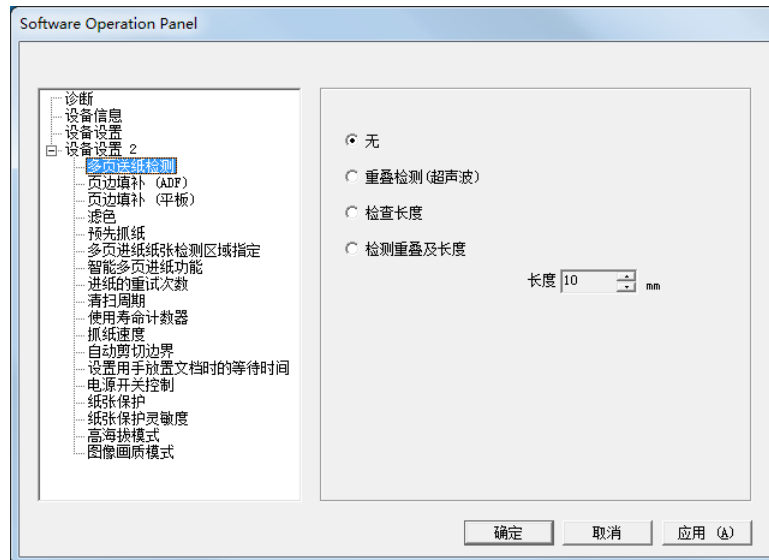 Software Operation Panel
诊断
设备信息
设备设置
设备设置 2
多页送纸检测
页边填补 (ADF)
页边填补 (平板)
滤色
预先抓纸
多页进纸纸张检测区域指定
智能多页进纸功能
进纸的重试次数
清扫周期
使用寿命计数器
抓纸速度
自动剪切边界
设置用手放置文档时的等待时间
电源开关控制
纸张保护
纸张保护灵敏度
高海拔模式
图像画质模式
无
重叠检测(超声波)
检查长度
检测重叠及长度
长度 10 mm
确定 取消 应用 (A)